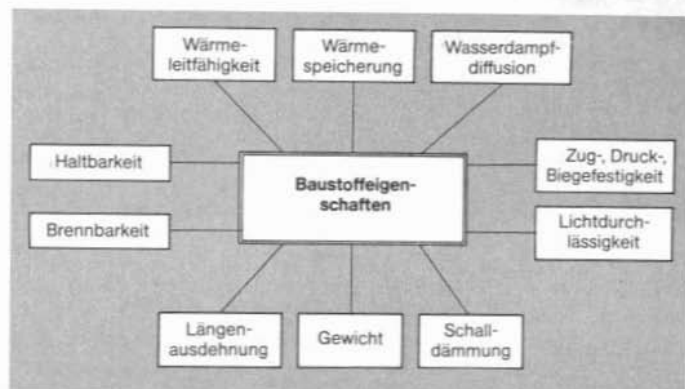 Wärme-
leitfähigkeit
Wärme-
speicherung
Wasserdampf-
diffusion
Haltbarkeit
Zug-, Druck-,
Biegefestigkeit
Baustoffeigen-
schaften
Brennbarkeit
Lichtdurch-
lässigkeit
Längen-
ausdehnung
Gewicht
Schall-
dämmung